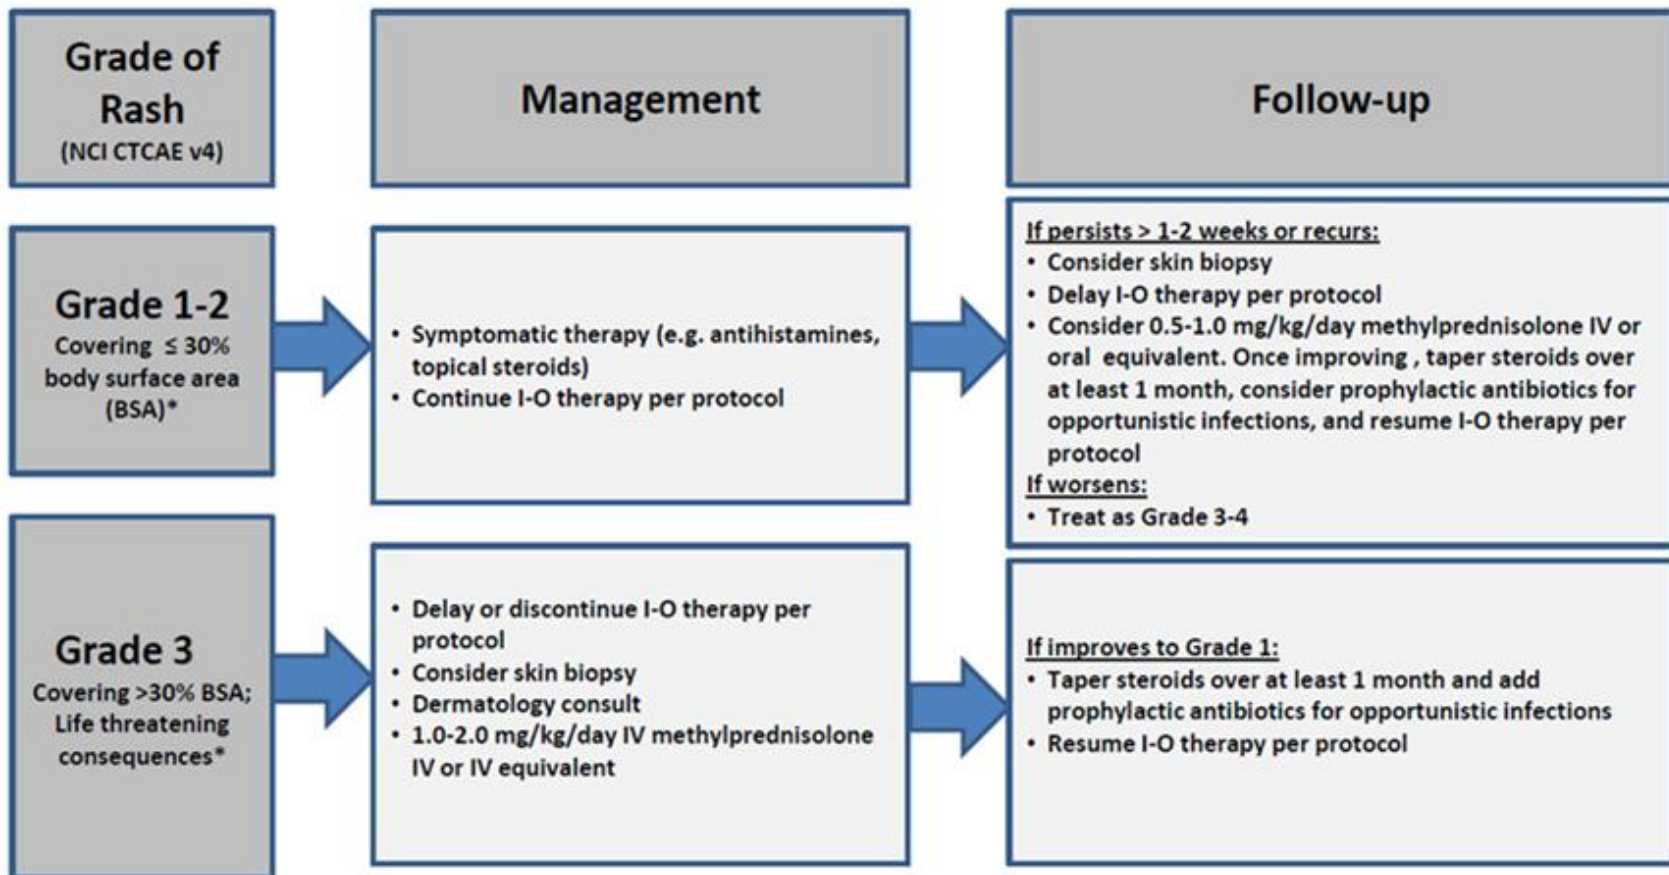 Grade of
Rash
(NCI CTCAE v4)
Management
Follow-up
Grade 1-2
Covering ≤ 30%
body surface area
(BSA)*
• Symptomatic therapy (e.g. antihistamines,
topical steroids)
• Continue I-O therapy per protocol
If persists > 1-2 weeks or recurs:
• Consider skin biopsy
• Delay I-O therapy per protocol
• Consider 0.5-1.0 mg/kg/day methylprednisolone IV or
oral equivalent. Once improving , taper steroids over
at least 1 month, consider prophylactic antibiotics for
opportunistic infections, and resume I-O therapy per
protocol
If worsens:
• Treat as Grade 3-4
Grade 3
Covering >30% BSA;
Life threatening
consequences*
• Delay or discontinue I-O therapy per
protocol
• Consider skin biopsy
• Dermatology consult
• 1.0-2.0 mg/kg/day IV methylprednisolone
IV or IV equivalent
If improves to Grade 1:
• Taper steroids over at least 1 month and add
prophylactic antibiotics for opportunistic infections
• Resume I-O therapy per protocol